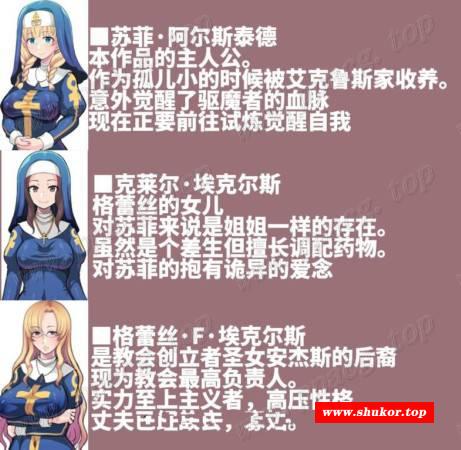 ■苏菲·阿尔斯泰德
本作品的主人公。
作为孤儿小的时候被艾克鲁斯家收养。
意外觉醒了驱魔者的血脉
现在正要前往试炼觉醒自我
■克莱尔·埃克尔斯
格蕾丝的女儿
对苏菲来说是姐姐一样的存在。
虽然是个差生但擅长调配药物。
对苏菲的抱有诡异的爱念
■格蕾丝·F·埃克尔斯
是教会创立者圣女安杰斯的后裔
现为教会最高负责人。
实力至上主义者，高压性格
丈夫已经故去，
www.shukor.top